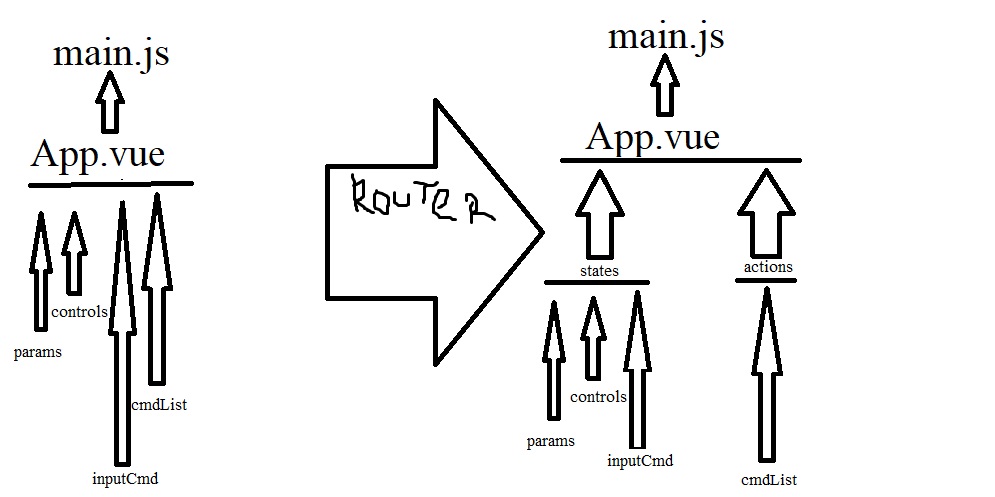 main.js
App.vue
controls
params
cmdList
inputCmd
ROUTER
main.js
App.vue
states
actions
controls
params
inputCmd
cmdList